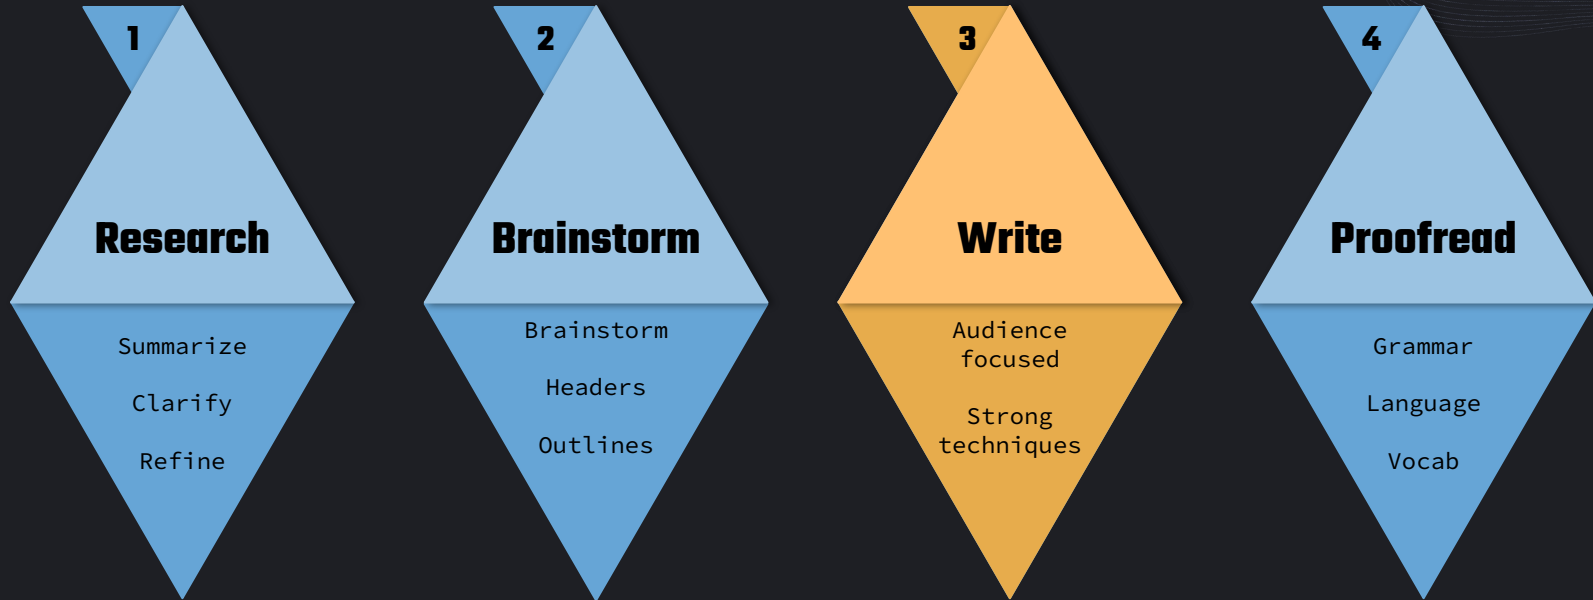 1
Research
Summarize
Clarify
Refine
2
Brainstorm
Brainstorm
Headers
Outlines
3
Write
Audience
focused
Strong
techniques
4
Proofread
Grammar
Language
Vocab